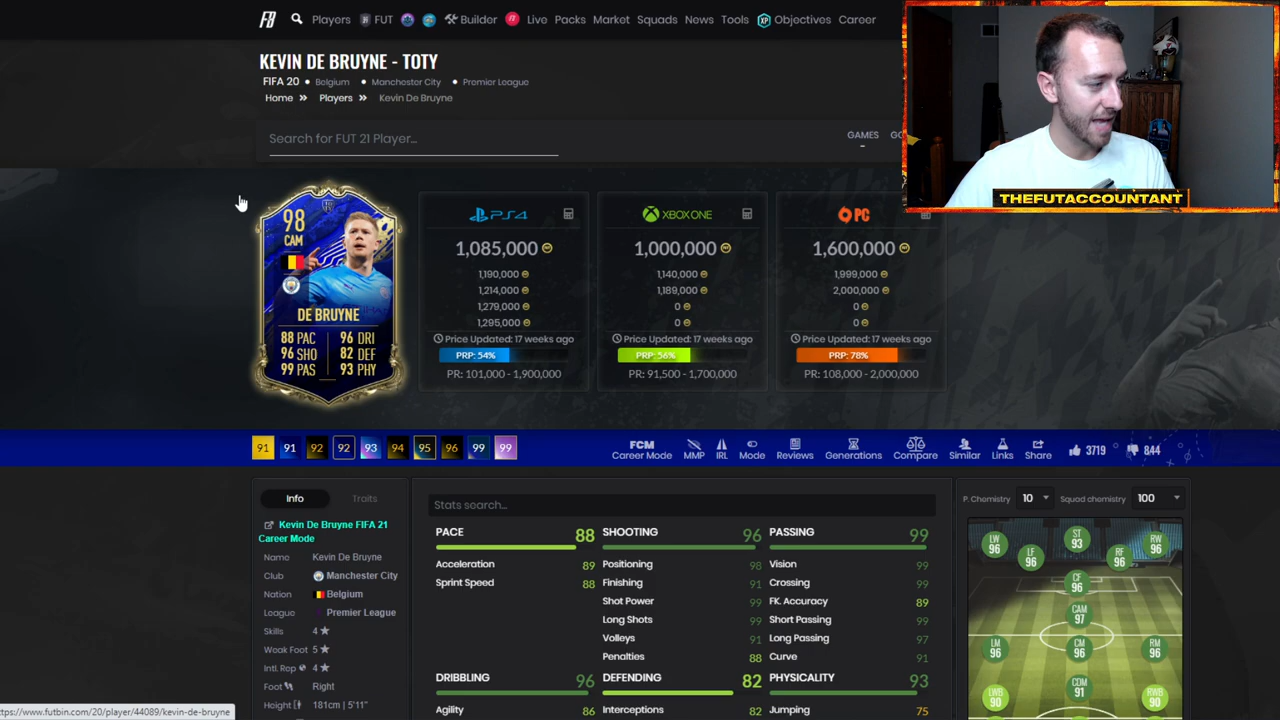 Players FUT Builder Live Packs Market Squads News Tools XP Objectives Career
KEVIN DE BRUYNE - TOTY
FIFA 20 • Belgium • Manchester City • Premier League
Home » Players » Kevin De Bruyne
Search for FUT 21 Player...
GAMES
-
THEFUTACCOUNTANT
98
CAM
DE BRUYNE
88 PAC 96 DRI
96 SHO 82 DEF
99 PAS 93 PHY
PS4
1,085,000
1,190,000
1,214,000
1,279,000
1,295,000
Price Updated: 17 weeks ago
PRP: 54%
PR: 101,000 - 1,900,000
XBOX ONE
1,000,000
1,140,000
1,189,000
0
0
Price Updated: 17 weeks ago
PRP: 56%
PR: 91,500 - 1,700,000
PC
1,600,000
1,999,000
2,000,000
0
0
Price Updated: 17 weeks ago
PRP: 78%
PR: 108,000 - 2,000,000
91 91 92 92 93 94 95 96 99 99
FCM
Career Mode MMP IRL Mode Reviews Generations Compare Similar Links Share 3719 844
Info Traits
Kevin De Bruyne FIFA 21
Career Mode
Name Kevin De Bruyne
Club Manchester City
Nation Belgium
League Premier League
Skills 4★
Weak Foot 5★
Intl. Rep 4★
Foot Right
Height 181cm | 5'11"
Stats search...
PACE 88
Acceleration 89
Sprint Speed 88
SHOOTING 96
Positioning 98
Finishing 91
Shot Power 99
Long Shots 99
Volleys 91
Penalties 88
PASSING 99
Vision 99
Crossing 99
FK. Accuracy 89
Short Passing 99
Long Passing 97
Curve 91
DRIBBLING 96
Agility 86
DEFENDING 82
Interceptions 82
PHYSICALITY 93
Jumping 75
P. Chemistry 10 Squad chemistry 100
LW
96
LF
96
ST
93
RF
96
RW
96
CF
96
CAM
97
LM
96
CM
96
RM
96
CDM
91
LWB
90
RWB
90
ttps://www.futbin.com/20/player/44089/kevin-de-bruyne